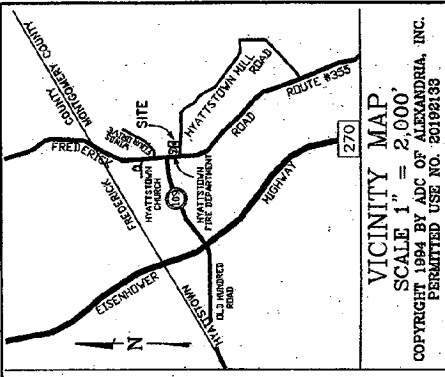 MONTGOMERY COUNTY
FREDERICK COUNTY
FREDERICK
ROAD
SITE
HYATTSTOWN MILL
ROAD
ROUTE #355
HYATTSTOWN
CHURCH
109
HYATTSTOWN
FIRE DEPARTMENT
EISENHOWER
HIGHWAY
270
HYATTSTOWN
OLD HUNDRED
ROAD
N
VICINITY MAP
SCALE 1" = 2,000'
COPYRIGHT 1994 BY ADC OF ALEXANDRIA, INC.
PERMITTED USE NO. 20192133